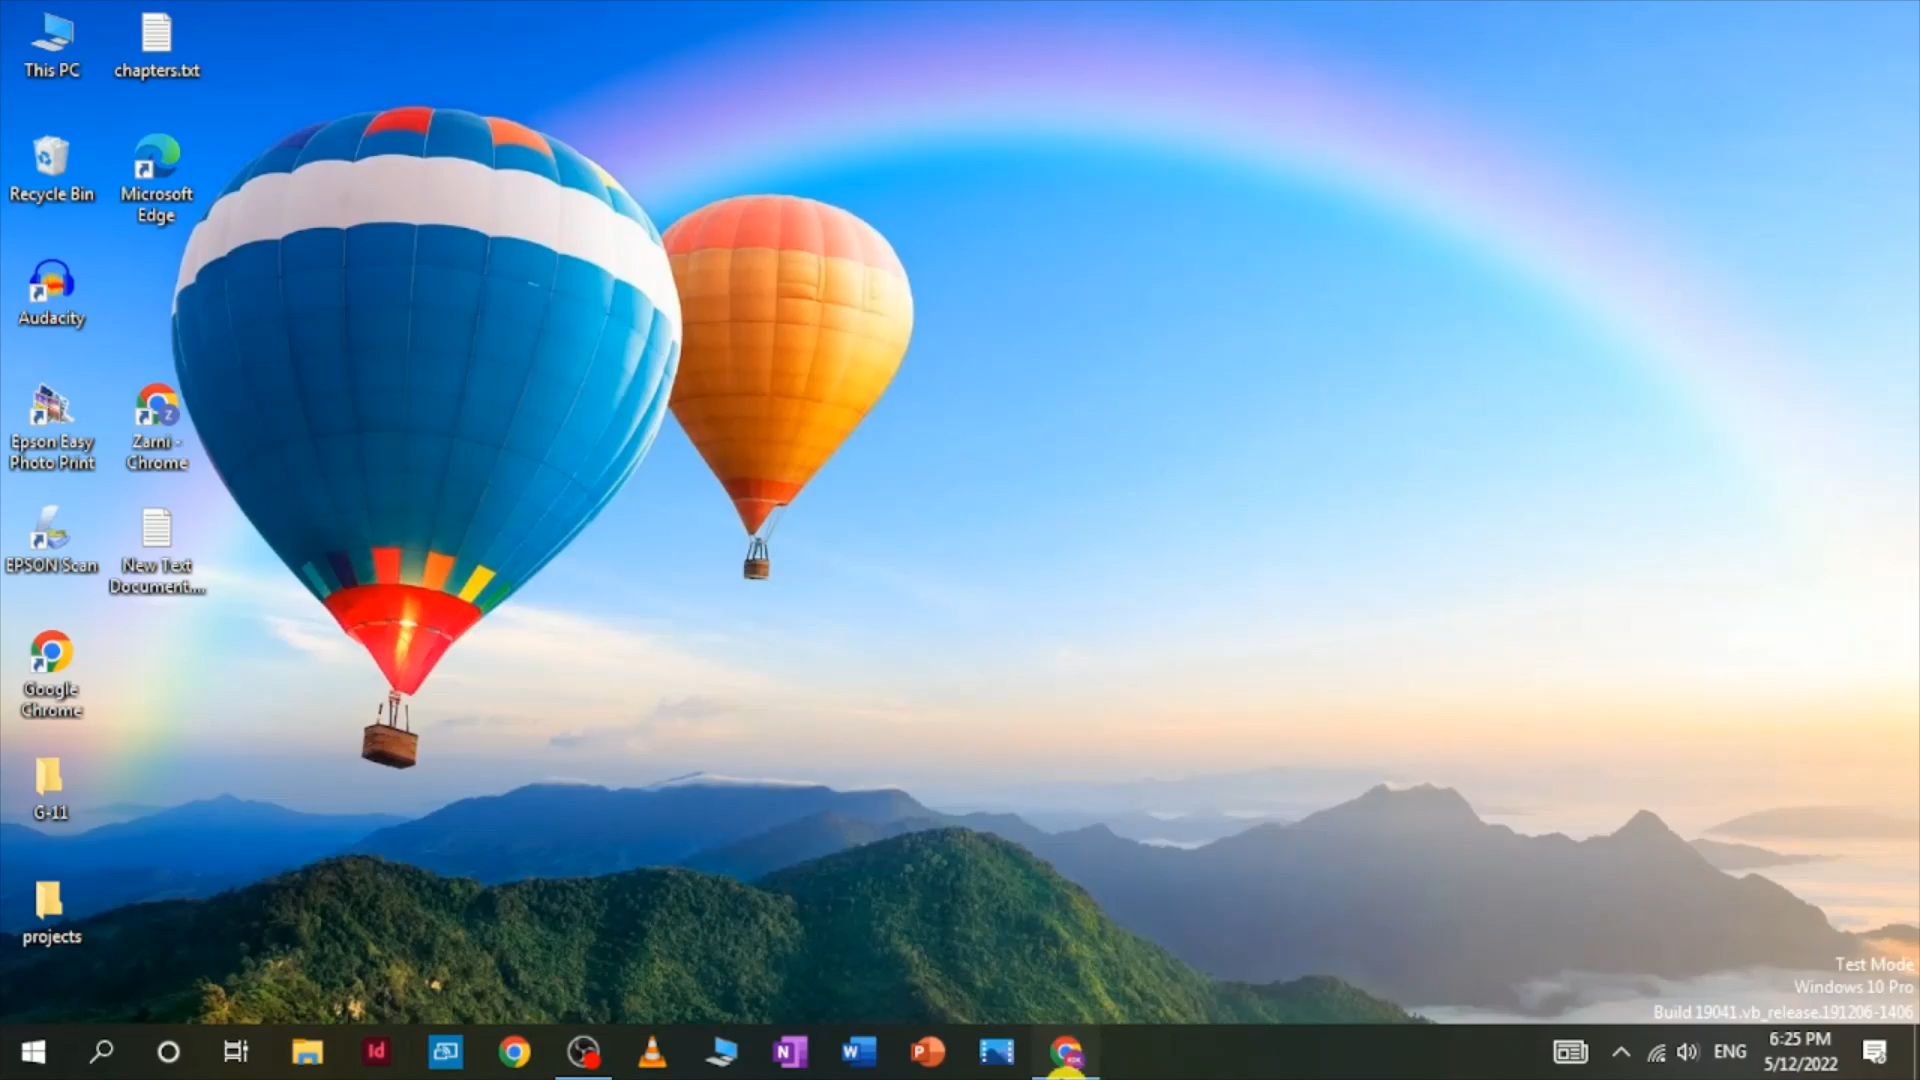 This PC
chapters.txt
Recycle Bin
Microsoft
Edge
Audacity
Epson Easy
Photo Print
Zarni -
Chrome
EPSON Scan
New Text
Document....
Google
Chrome
G-11
projects
Test Mode
Windows 10 Pro
Build 19041.vb_release.191206-1406
ENG
6:25 PM
5/12/2022